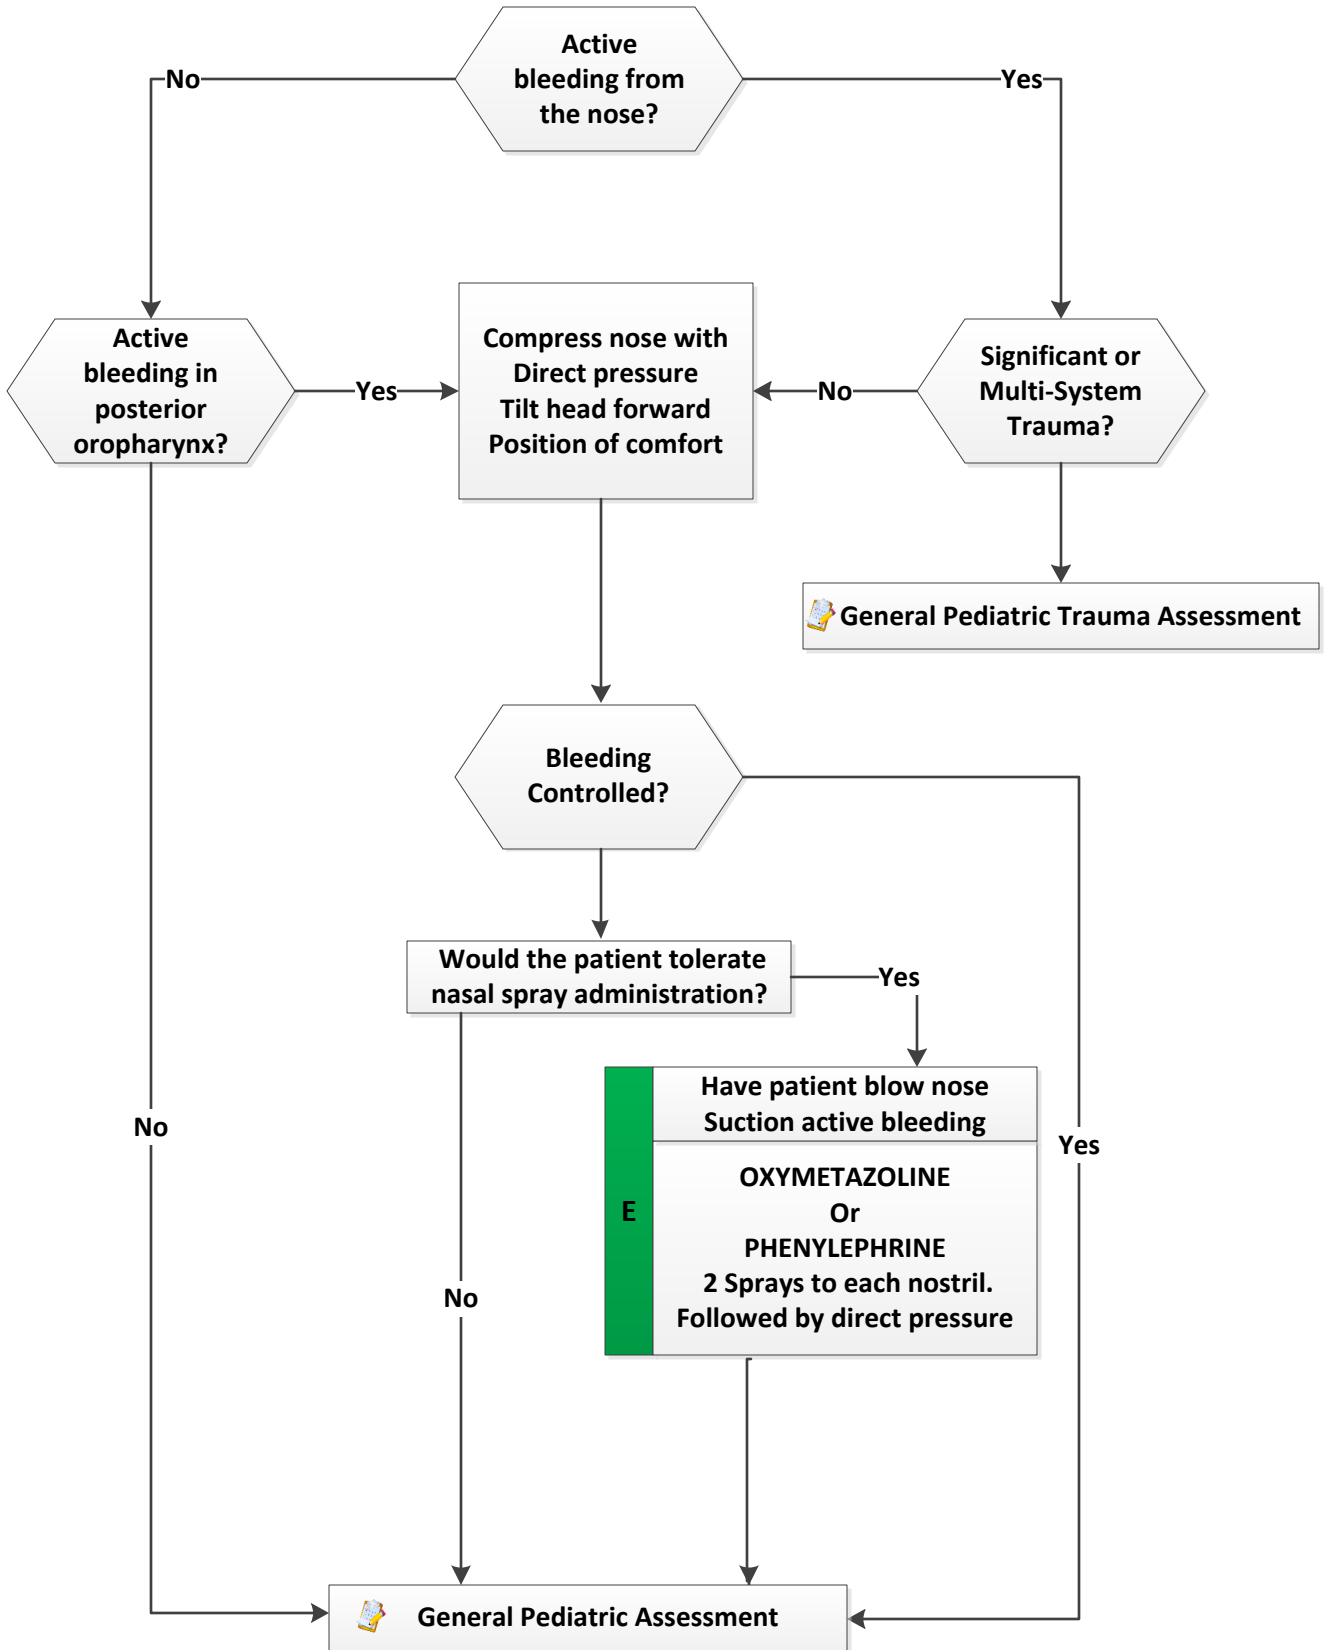 Active
bleeding from
the nose?
No
Yes
Active
bleeding in
posterior
oropharynx?
Yes
Compress nose with
Direct pressure
Tilt head forward
Position of comfort
No
Significant or
Multi-System
Trauma?
General Pediatric Trauma Assessment
Bleeding
Controlled?
Would the patient tolerate
nasal spray administration?
Yes
Have patient blow nose
Suction active bleeding
E
OXYMETAZOLINE
Or
PHENYLEPHRINE
2 Sprays to each nostril.
Followed by direct pressure
No
Yes
No
General Pediatric Assessment